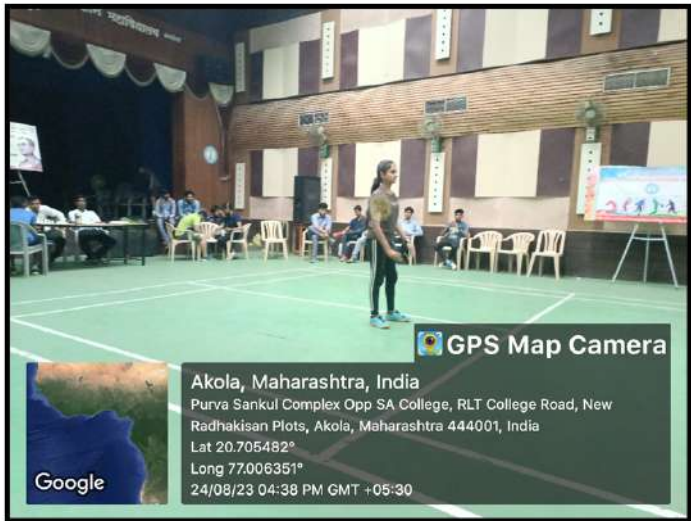 महाविद्यालय
GPS Map Camera
Akola, Maharashtra, India
Purva Sankul Complex Opp SA College, RLT College Road, New
Radhakisan Plots, Akola, Maharashtra 444001, India
Lat 20.705482°
Long 77.006351°
24/08/23 04:38 PM GMT +05:30
Google